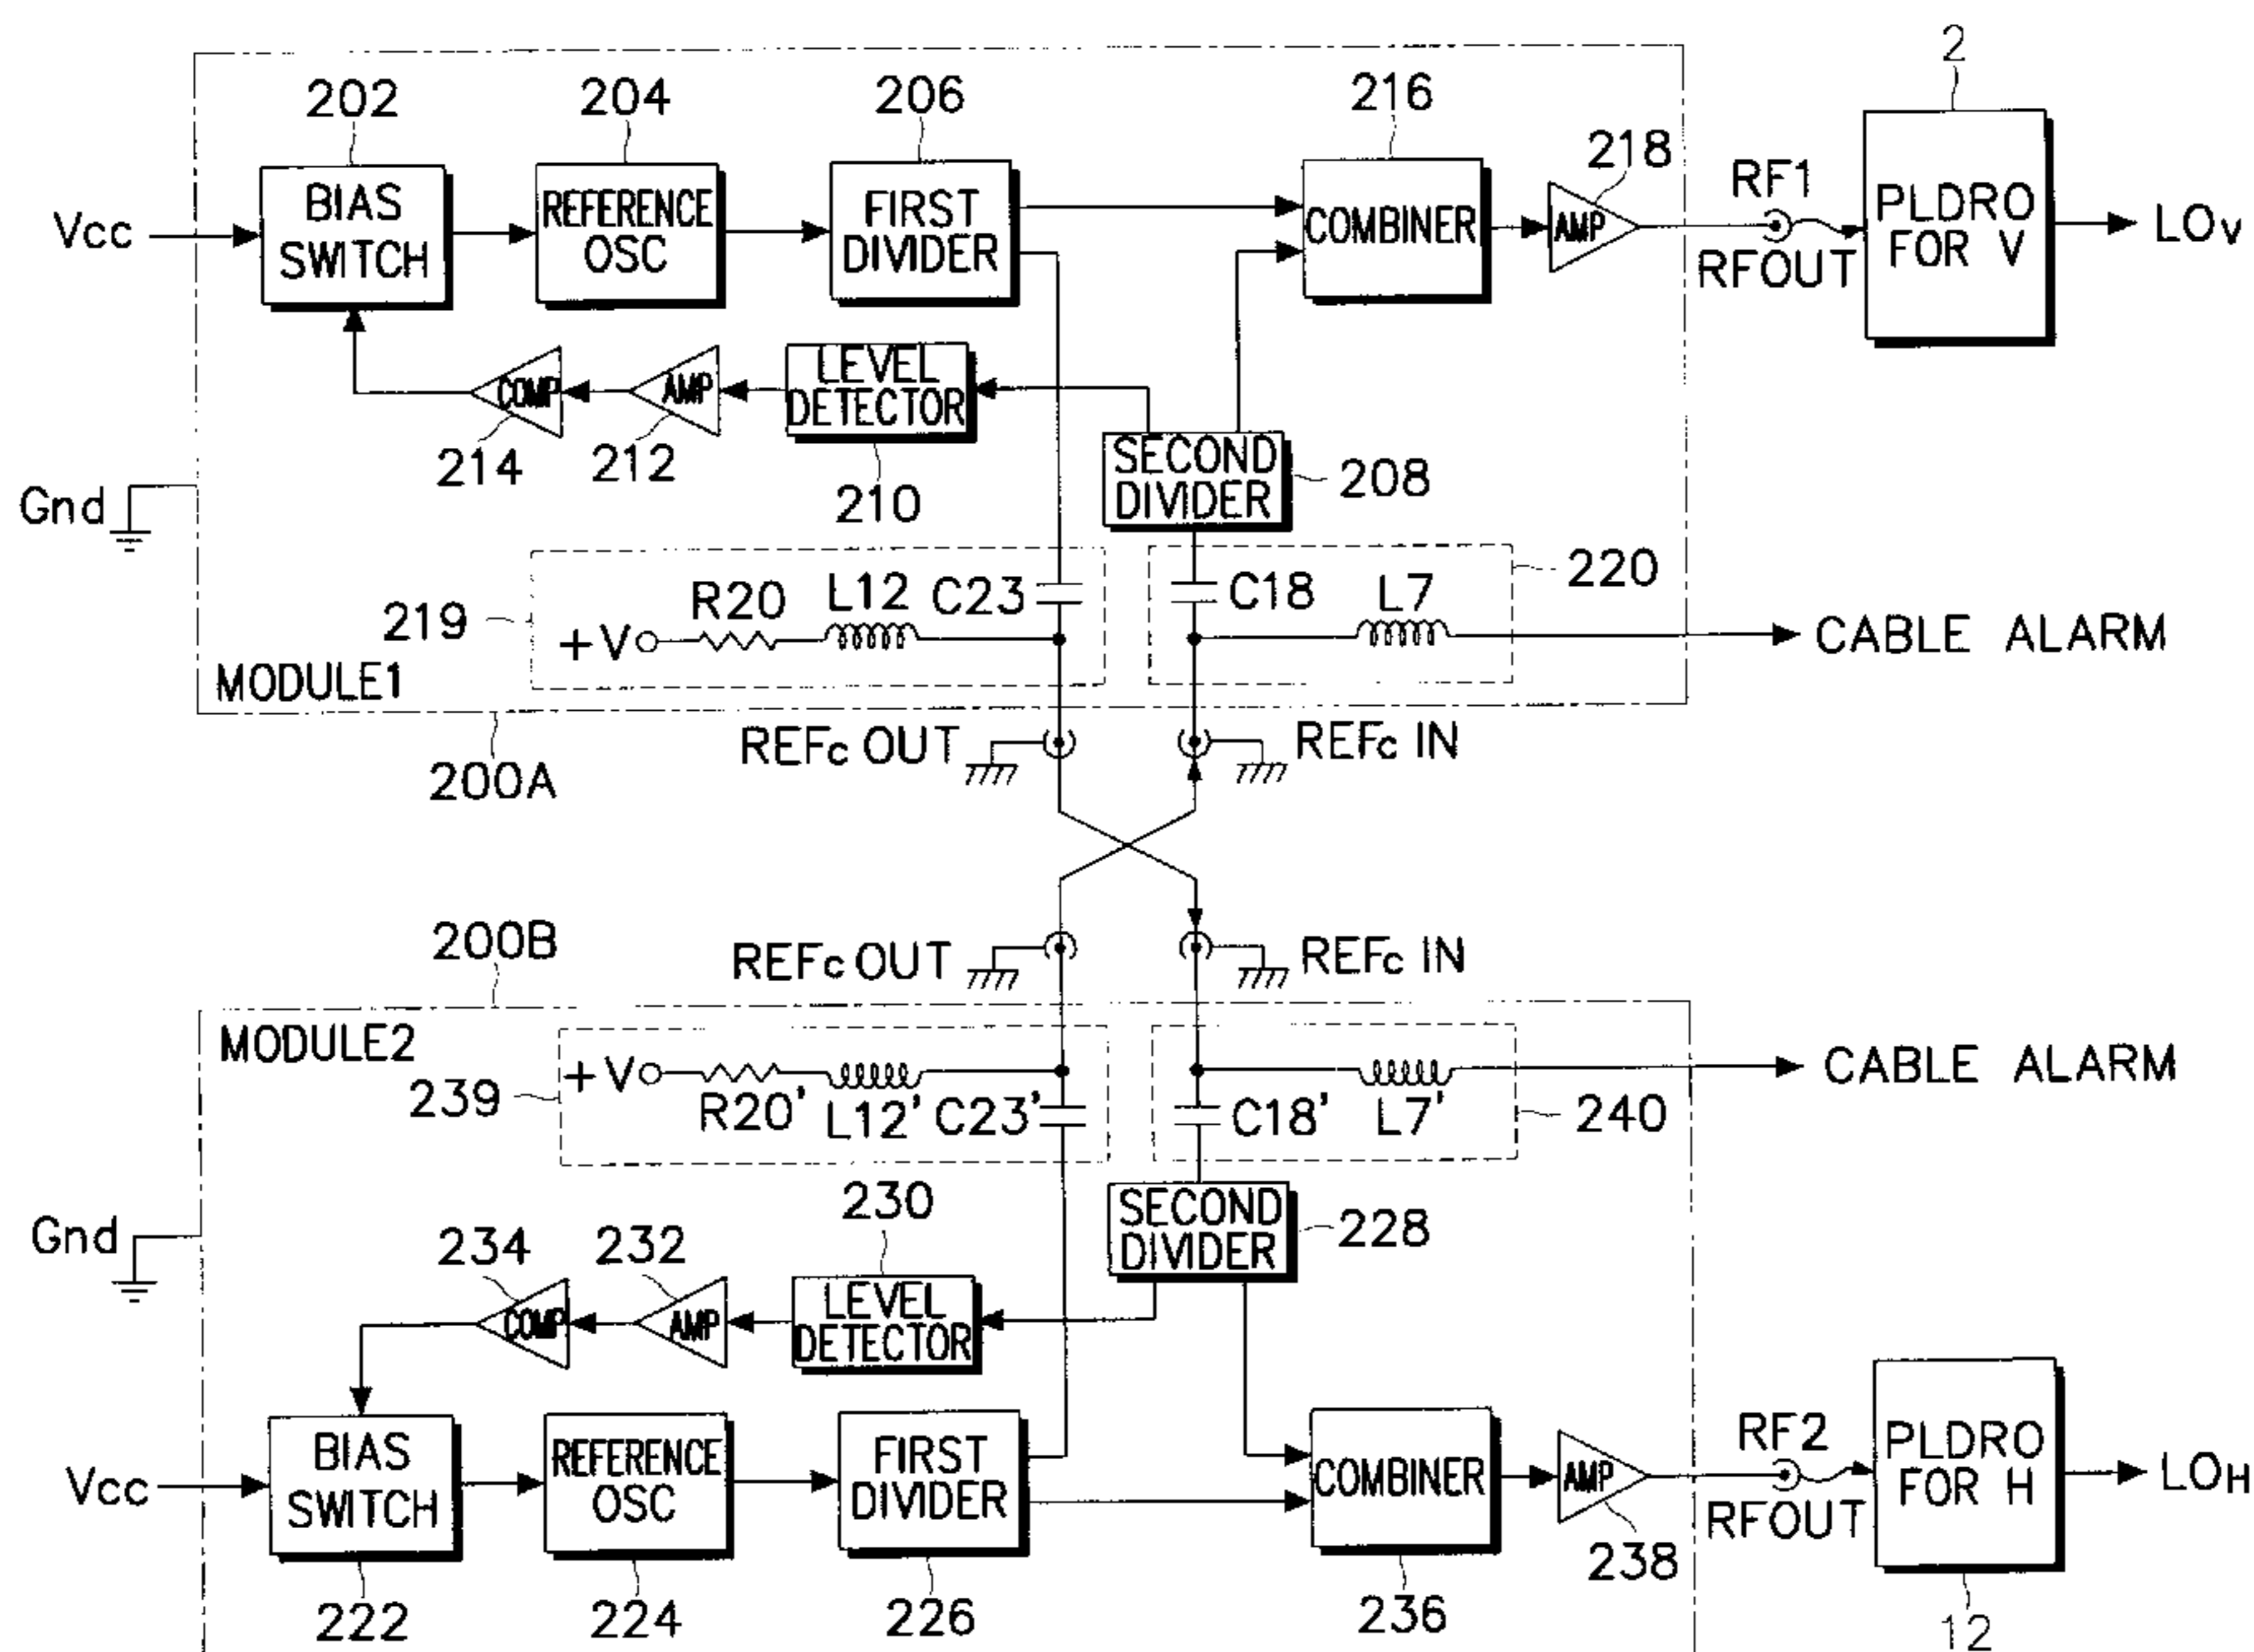 2
202
204
206
216
218
BIAS
SWITCH
REFERENCE
OSC
FIRST
DIVIDER
COMBINER
AMP
RF1
RFOUT
PLDRO
FOR V
LOv
Vcc
COMP
AMP
LEVEL
DETECTOR
214
212
210
SECOND
DIVIDER
208
Gnd
219
+V
R20
L12
C23
C18
L7
220
CABLE ALARM
MODULE1
200A
REFc OUT
REFc IN
200B
REFc OUT
REFc IN
MODULE2
239
+V
R20'
L12'
C23'
C18'
L7'
240
CABLE ALARM
Gnd
234
232
230
COMP
AMP
LEVEL
DETECTOR
SECOND
DIVIDER
228
Vcc
BIAS
SWITCH
REFERENCE
OSC
FIRST
DIVIDER
COMBINER
AMP
RF2
RFOUT
PLDRO
FOR H
LOH
222
224
226
236
238
12